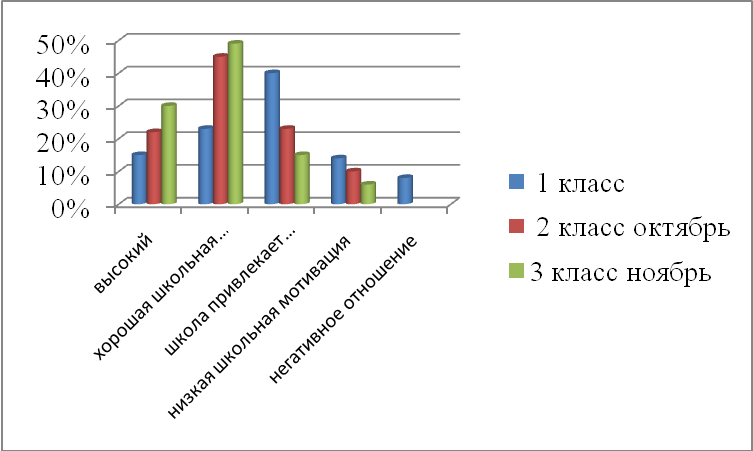 50%
40%
30%
20%
10%
0%
высокий
хорошая школьная...
школа привлекает...
низкая школьная мотивация
негативное отношение
1 класс
2 класс октябрь
3 класс ноябрь